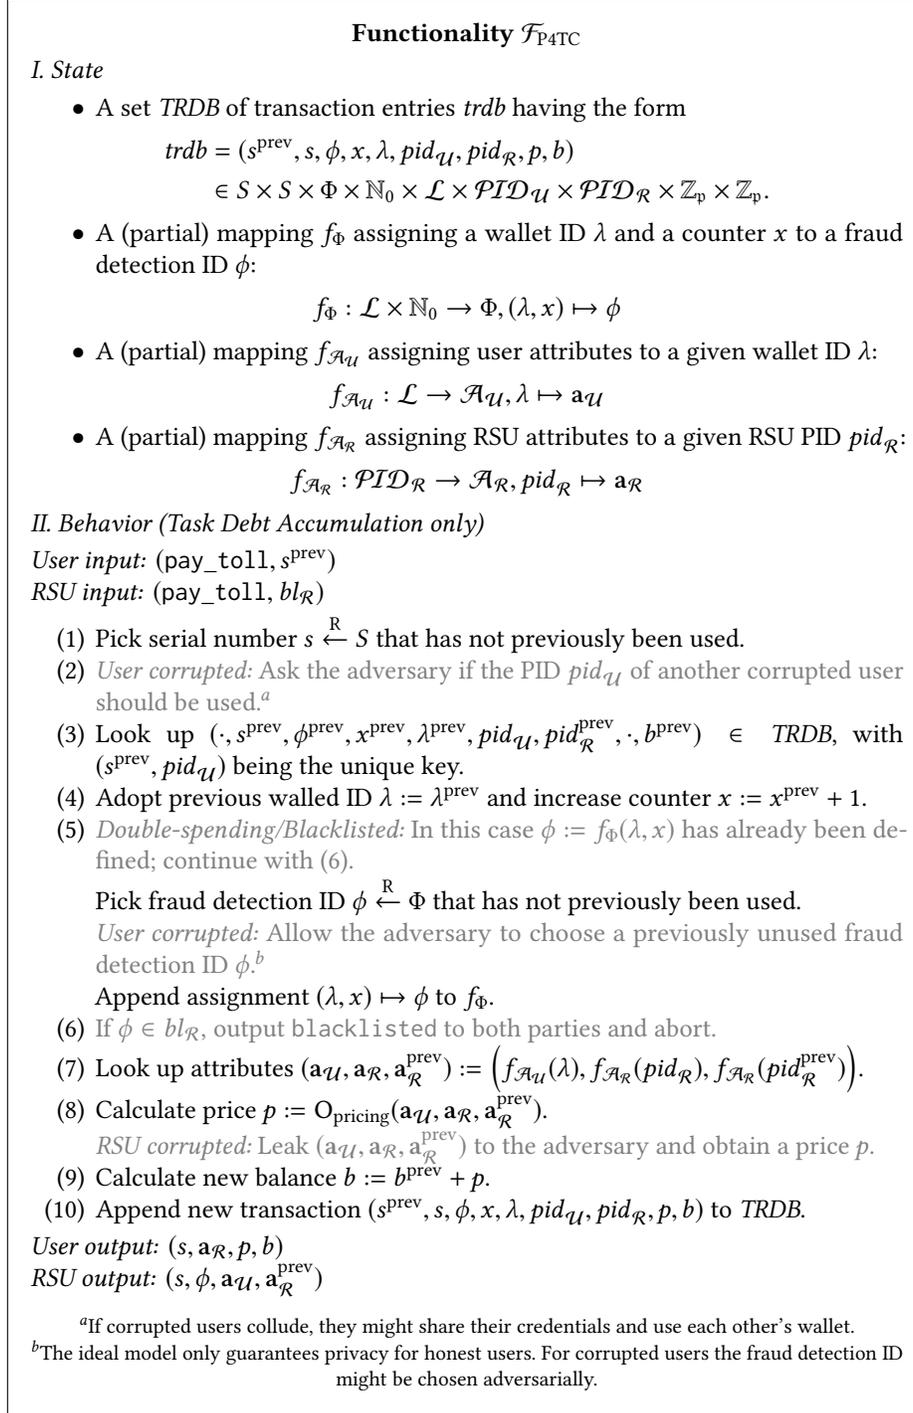 Functionality 𝓕P4TC
I. State
• A set TRDB of transaction entries trdb having the form
trdb = (s^prev, s, ϕ, x, λ, pid_𝒰, pid_ℛ, p, b)
∈ S × S × Φ × ℕ₀ × 𝓛 × 𝒫ℐ𝒟_𝒰 × 𝒫ℐ𝒟_ℛ × ℤ_𝔭 × ℤ_𝔭.
• A (partial) mapping f_Φ assigning a wallet ID λ and a counter x to a fraud
detection ID ϕ:
f_Φ : 𝓛 × ℕ₀ → Φ, (λ, x) ↦ ϕ
• A (partial) mapping f_𝒜_𝒰 assigning user attributes to a given wallet ID λ:
f_𝒜_𝒰 : 𝓛 → 𝒜_𝒰, λ ↦ a_𝒰
• A (partial) mapping f_𝒜_ℛ assigning RSU attributes to a given RSU PID pid_ℛ:
f_𝒜_ℛ : 𝒫ℐ𝒟_ℛ → 𝒜_ℛ, pid_ℛ ↦ a_ℛ
II. Behavior (Task Debt Accumulation only)
User input: (pay_toll, s^prev)
RSU input: (pay_toll, bl_ℛ)
(1) Pick serial number s ←^R S that has not previously been used.
(2) User corrupted: Ask the adversary if the PID pid_𝒰 of another corrupted user
should be used.^a
(3) Look up (·, s^prev, ϕ^prev, x^prev, λ^prev, pid_𝒰, pid_ℛ^prev, ·, b^prev) ∈ TRDB, with
(s^prev, pid_𝒰) being the unique key.
(4) Adopt previous walled ID λ := λ^prev and increase counter x := x^prev + 1.
(5) Double-spending/Blacklisted: In this case ϕ := f_Φ(λ, x) has already been de-
fined; continue with (6).
Pick fraud detection ID ϕ ←^R Φ that has not previously been used.
User corrupted: Allow the adversary to choose a previously unused fraud
detection ID ϕ.^b
Append assignment (λ, x) ↦ ϕ to f_Φ.
(6) If ϕ ∈ bl_ℛ, output blacklisted to both parties and abort.
(7) Look up attributes (a_𝒰, a_ℛ, a_ℛ^prev) := (f_𝒜_𝒰(λ), f_𝒜_ℛ(pid_ℛ), f_𝒜_ℛ(pid_ℛ^prev)).
(8) Calculate price p := O_pricing(a_𝒰, a_ℛ, a_ℛ^prev).
RSU corrupted: Leak (a_𝒰, a_ℛ, a_ℛ^prev) to the adversary and obtain a price p.
(9) Calculate new balance b := b^prev + p.
(10) Append new transaction (s^prev, s, ϕ, x, λ, pid_𝒰, pid_ℛ, p, b) to TRDB.
User output: (s, a_ℛ, p, b)
RSU output: (s, ϕ, a_𝒰, a_ℛ^prev)
^aIf corrupted users collude, they might share their credentials and use each other's wallet.
^bThe ideal model only guarantees privacy for honest users. For corrupted users the fraud detection ID
might be chosen adversarially.